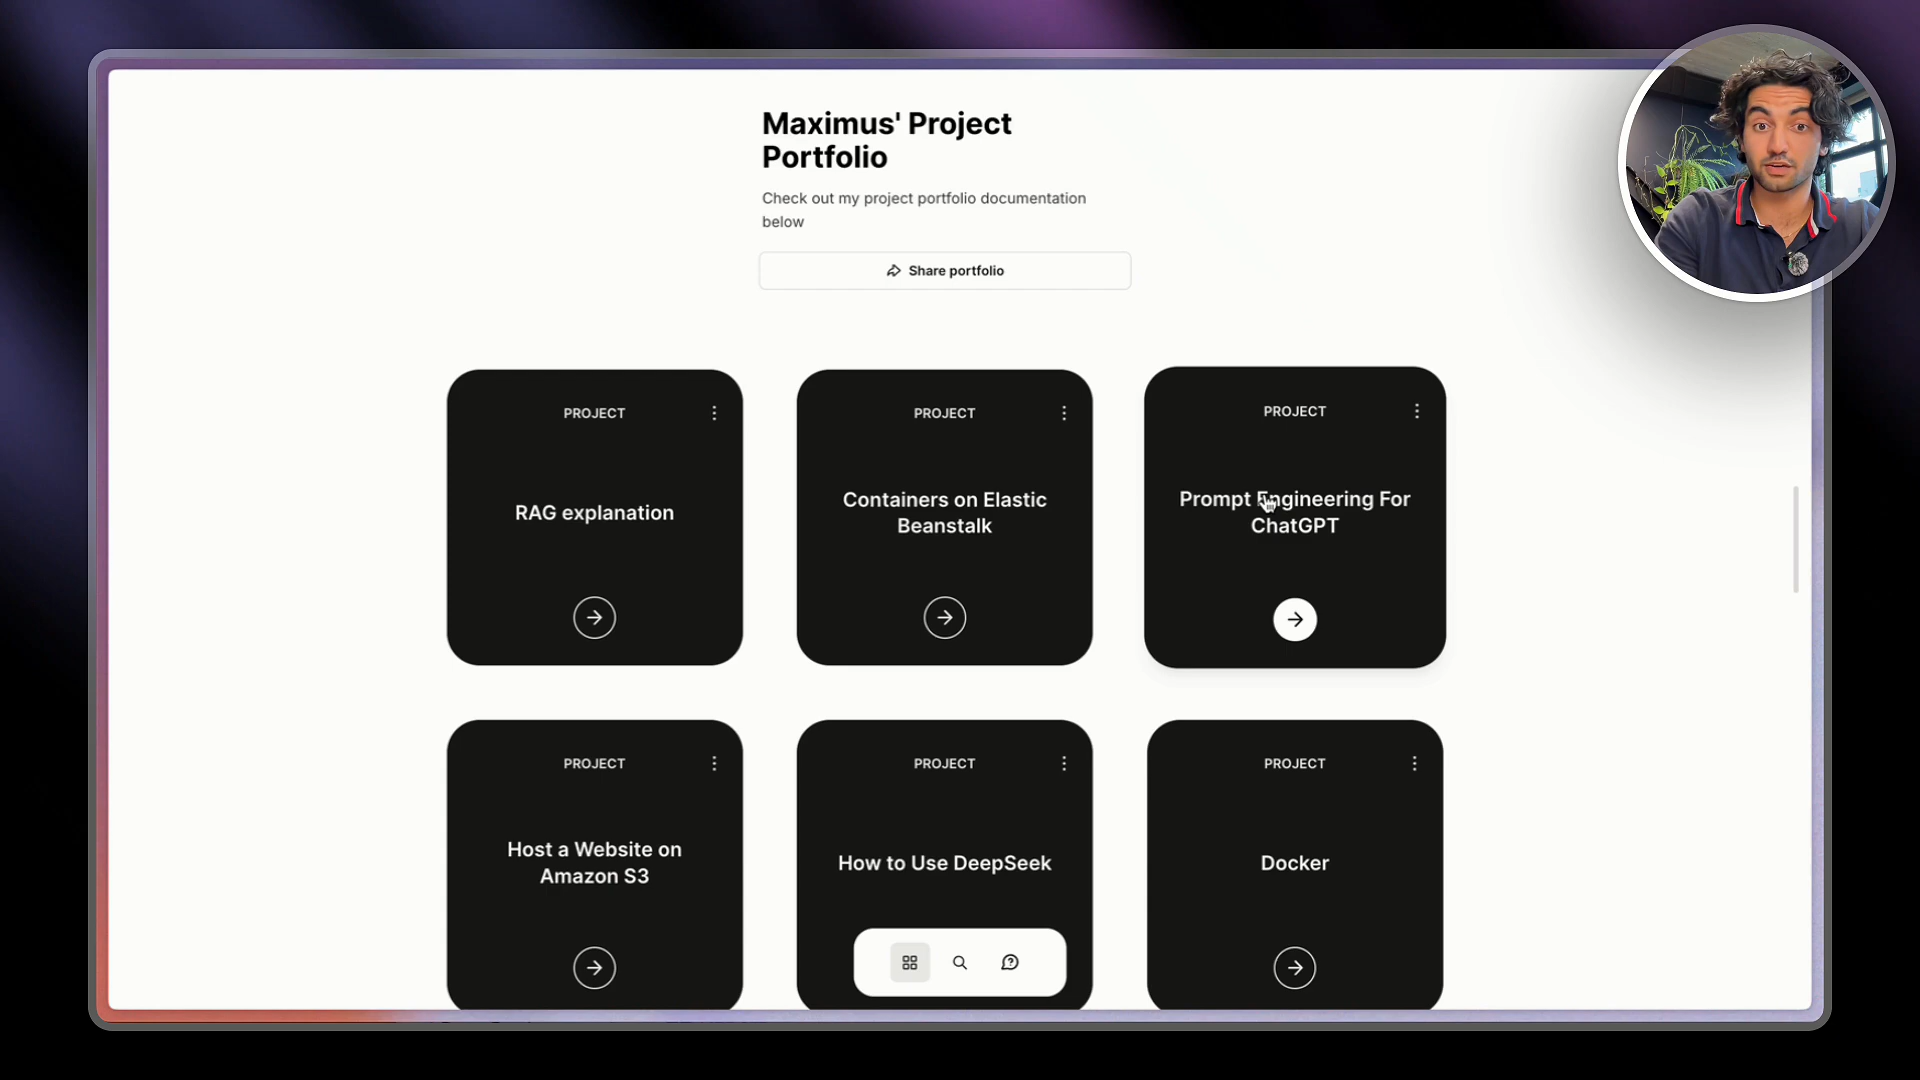 Maximus' Project
Portfolio
Check out my project portfolio documentation
below
Share portfolio
PROJECT
RAG explanation
PROJECT
Containers on Elastic
Beanstalk
PROJECT
Prompt Engineering For
ChatGPT
PROJECT
Host a Website on
Amazon S3
PROJECT
How to Use DeepSeek
PROJECT
Docker